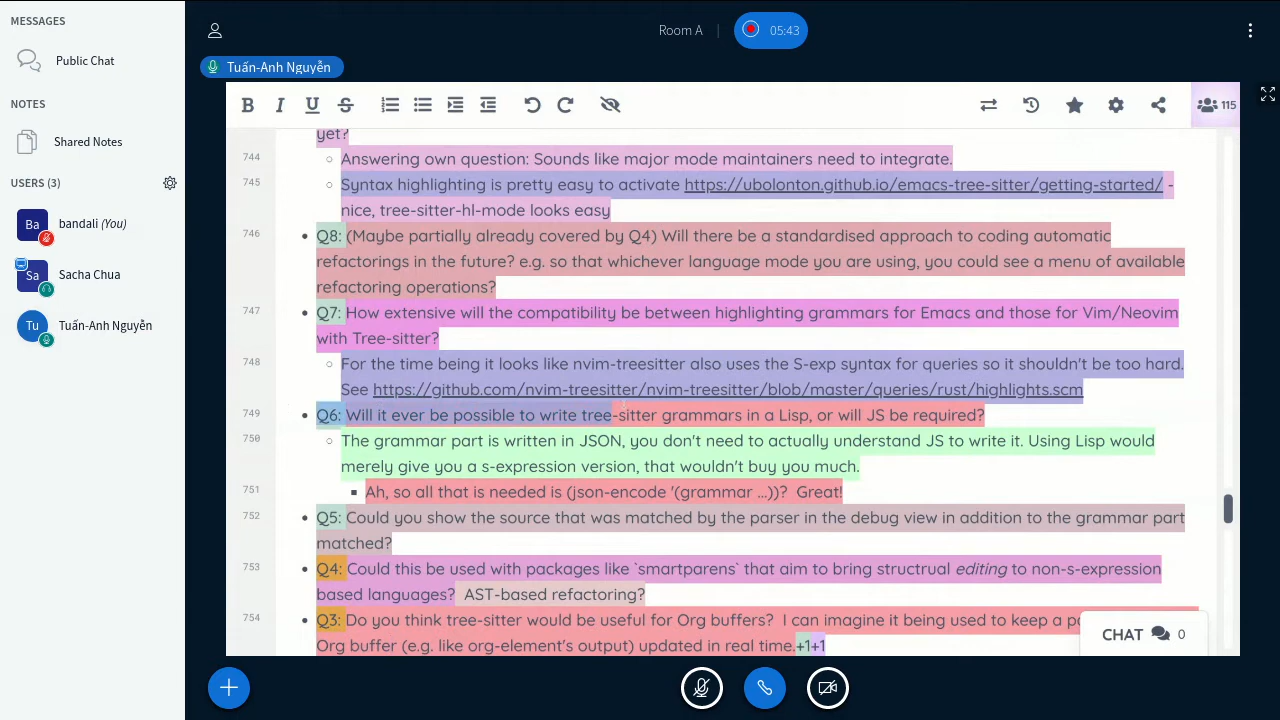 MESSAGES
Public Chat
NOTES
Shared Notes
USERS (3)
Ba
bandali (You)
Sa
Sacha Chua
Tu
Tuấn-Anh Nguyễn
Room A
05:43
Tuấn-Anh Nguyễn
B I U S
115
yet?
744 Answering own question: Sounds like major mode maintainers need to integrate.
745 Syntax highlighting is pretty easy to activate https://ubolonton.github.io/emacs-tree-sitter/getting-started/ -
nice, tree-sitter-hl-mode looks easy
746 Q8: (Maybe partially already covered by Q4) Will there be a standardised approach to coding automatic
refactorings in the future? e.g. so that whichever language mode you are using, you could see a menu of available
refactoring operations?
747 Q7: How extensive will the compatibility be between highlighting grammars for Emacs and those for Vim/Neovim
with Tree-sitter?
748 For the time being it looks like nvim-treesitter also uses the S-exp syntax for queries so it shouldn't be too hard.
See https://github.com/nvim-treesitter/nvim-treesitter/blob/master/queries/rust/highlights.scm
749 Q6: Will it ever be possible to write tree-sitter grammars in a Lisp, or will JS be required?
750 The grammar part is written in JSON, you don't need to actually understand JS to write it. Using Lisp would
merely give you a s-expression version, that wouldn't buy you much.
751 Ah, so all that is needed is (json-encode '(grammar ...))? Great!
752 Q5: Could you show the source that was matched by the parser in the debug view in addition to the grammar part
matched?
753 Q4: Could this be used with packages like `smartparens` that aim to bring structrual editing to non-s-expression
based languages? AST-based refactoring?
754 Q3: Do you think tree-sitter would be useful for Org buffers? I can imagine it being used to keep a
Org buffer (e.g. like org-element's output) updated in real time.+1+1
CHAT 0